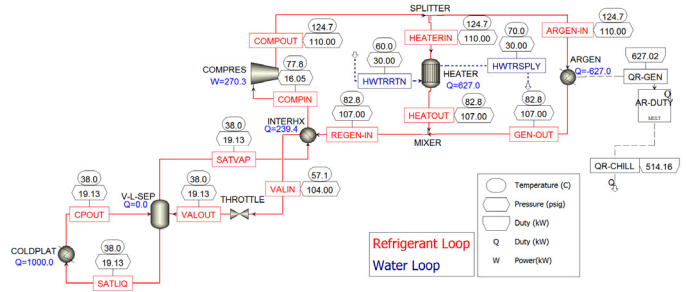 SPLITTER
124.7
110.00
COMPOUT
124.7
110.00
HEATERIN
70.0
30.00
HWTRSPLY
124.7
110.00
ARGEN-IN
60.0
30.00
HWTRRTN
COMPRES
W=270.3
77.8
16.05
COMPIN
HEATER
Q=627.0
ARGEN
Q=-627.0
627.02
QR-GEN
Q
AR-DUTY
MULT
INTERHX
Q=239.4
82.8
107.00
REGEN-IN
82.8
107.00
HEATOUT
82.8
107.00
GEN-OUT
MIXER
38.0
19.13
SATVAP
QR-CHILL
514.16
Q
57.1
104.00
VALIN
38.0
19.13
CPOUT
V-L-SEP
Q=0.0
38.0
19.13
VALOUT
THROTTLE
COLDPLAT
Q=1000.0
38.0
19.13
SATLIQ
Refrigerant Loop
Water Loop
Temperature (C)
Pressure (psig)
Duty (kW)
Q Duty (kW)
W Power(kW)